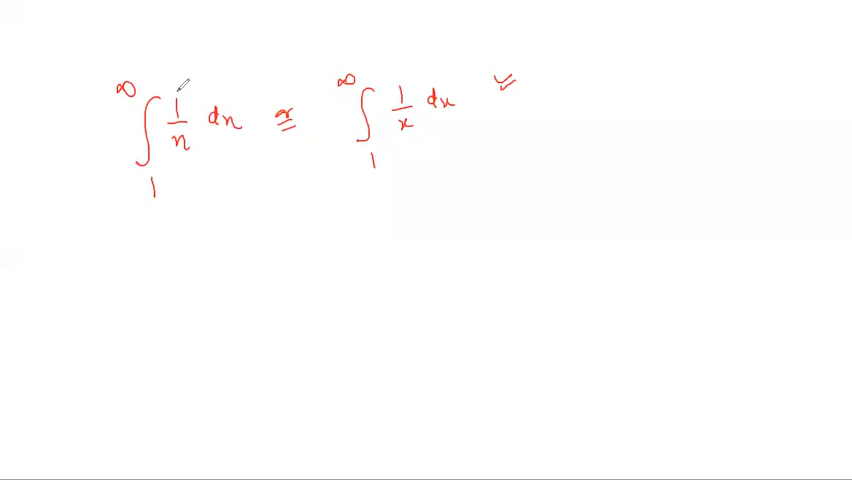 ∫₁^∞ 1/n dn ≅ ∫₁^∞ 1/x dx